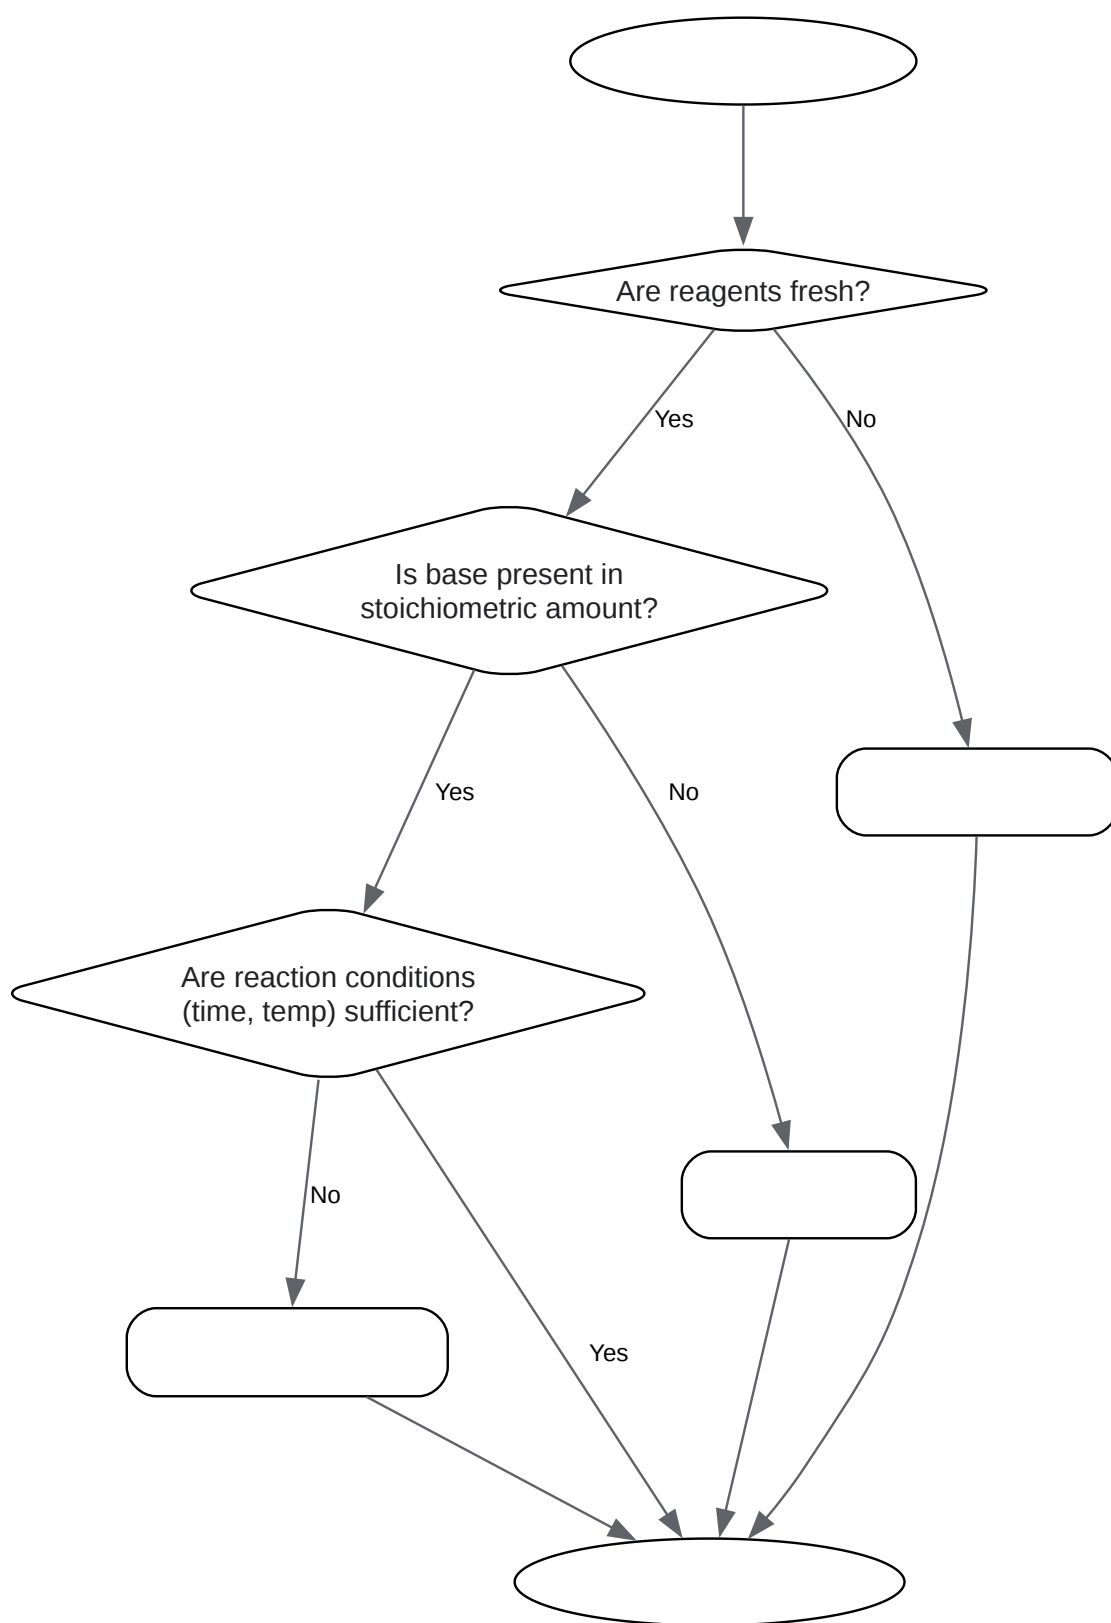 Are reagents fresh?
Yes
No
Is base present in
stoichiometric amount?
Yes
No
Are reaction conditions
(time, temp) sufficient?
No
Yes